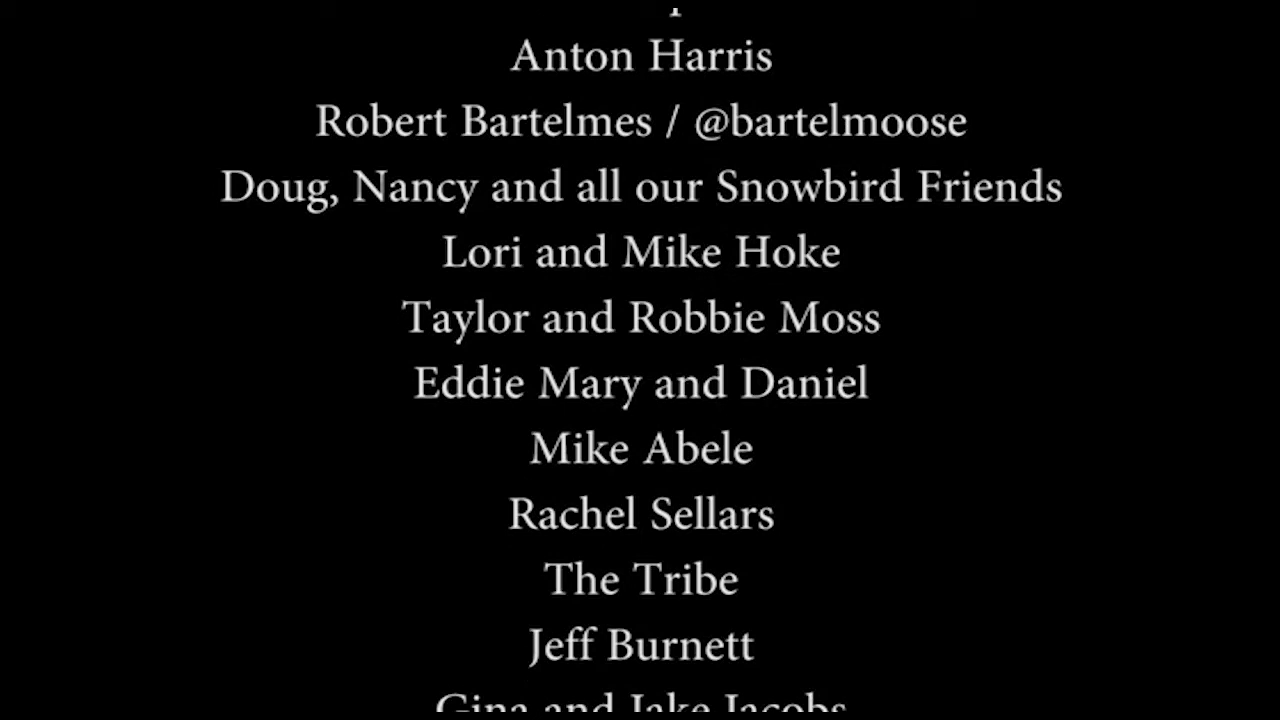 Anton Harris
Robert Bartelmes / @bartelmoose
Doug, Nancy and all our Snowbird Friends
Lori and Mike Hoke
Taylor and Robbie Moss
Eddie Mary and Daniel
Mike Abele
Rachel Sellars
The Tribe
Jeff Burnett
Gina and Jake Jacobs